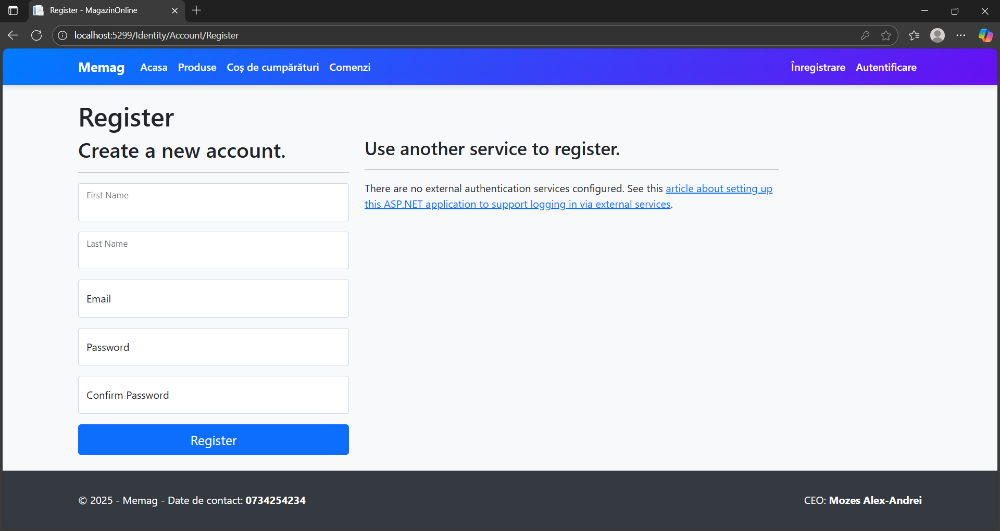 Register - MagazinOnline
localhost:5299/Identity/Account/Register
Memag Acasa Produse Coș de cumpărături Comenzi Înregistrare Autentificare
Register
Create a new account.
First Name
Last Name
Email
Password
Confirm Password
Register
Use another service to register.
There are no external authentication services configured. See this article about setting up
this ASP.NET application to support logging in via external services.
© 2025 - Memag - Date de contact: 0734254234
CEO: Mozes Alex-Andrei